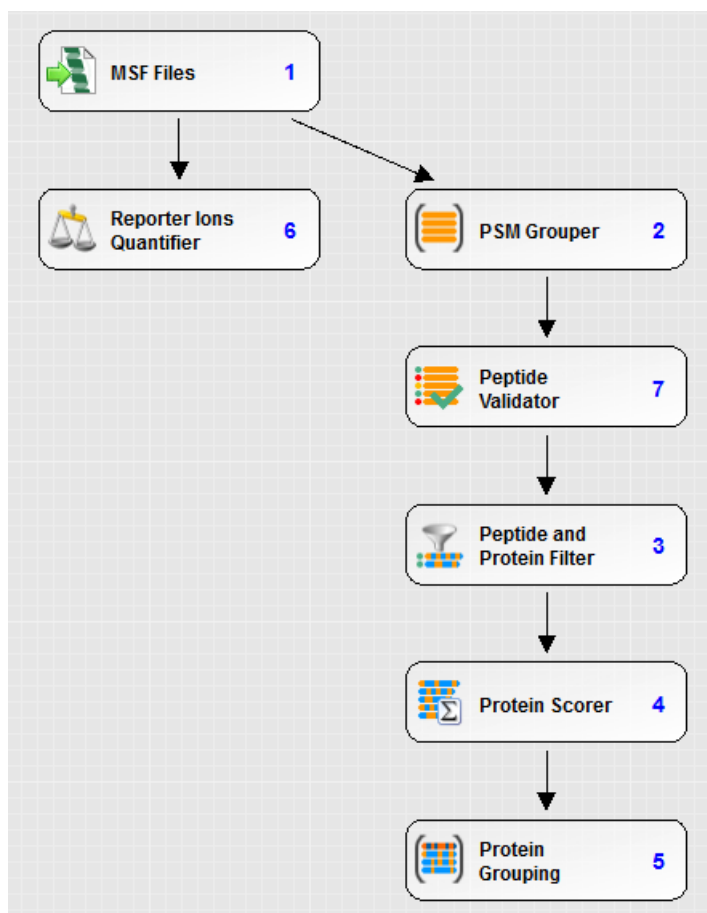 MSF Files 1
Reporter Ions
Quantifier 6
PSM Grouper 2
Peptide
Validator 7
Peptide and
Protein Filter 3
Σ
Protein Scorer 4
Protein
Grouping 5